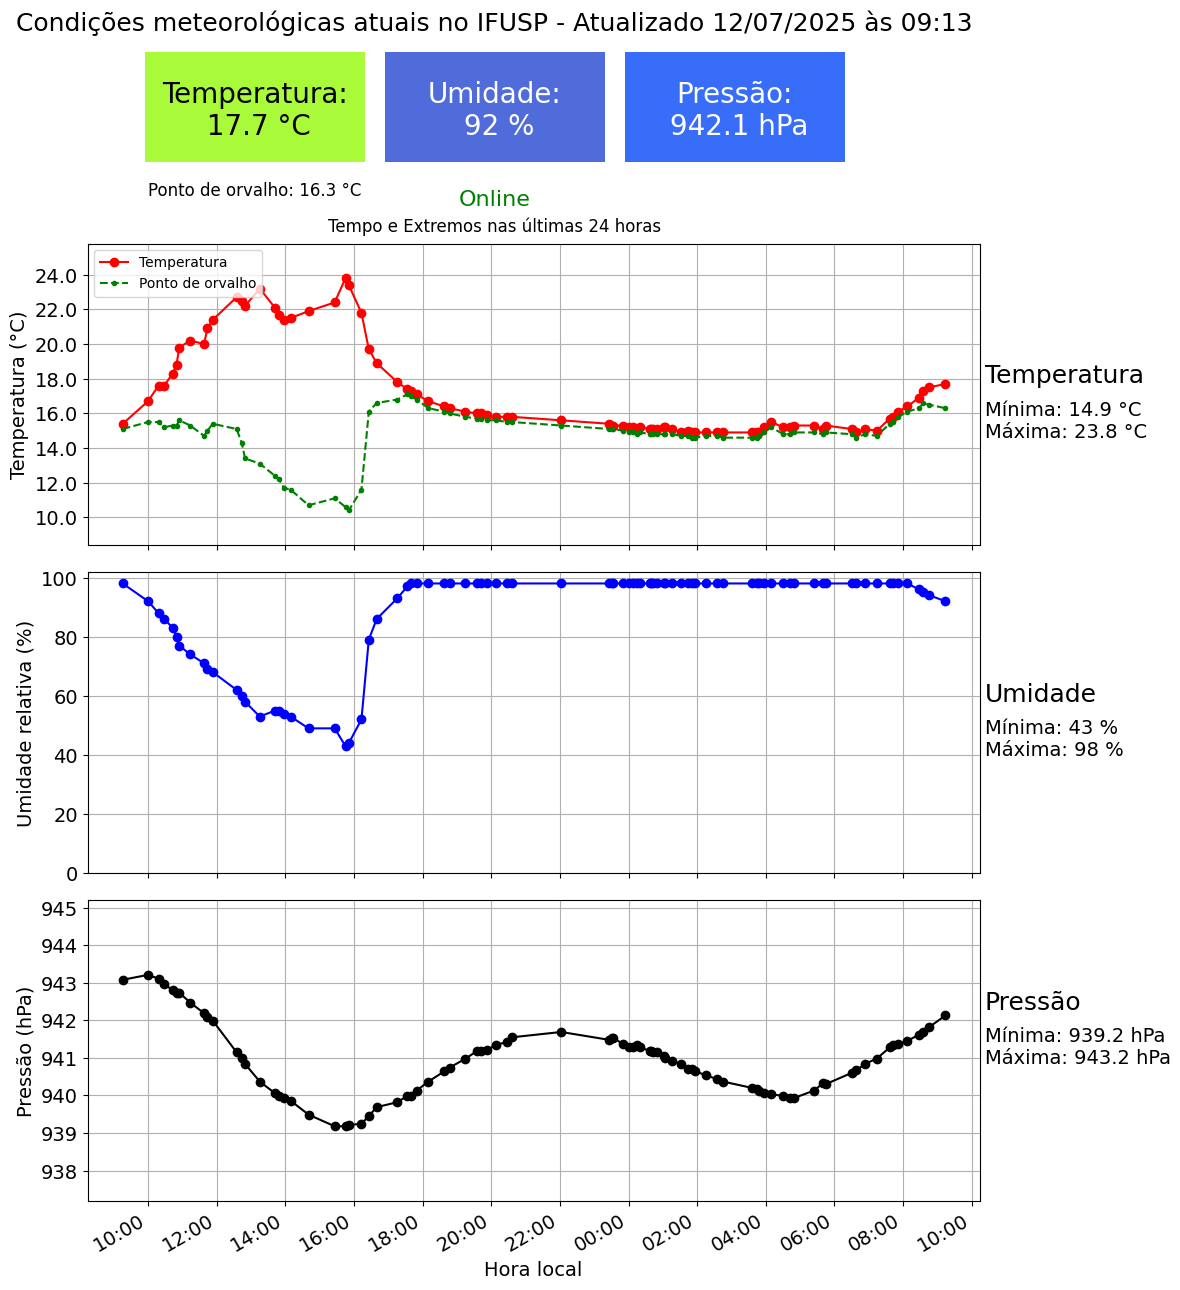 Condições meteorológicas atuais no IFUSP - Atualizado 12/07/2025 às 09:13
Temperatura:
17.7 °C
Umidade:
92 %
Pressão:
942.1 hPa
Ponto de orvalho: 16.3 °C
Online
Tempo e Extremos nas últimas 24 horas
Temperatura
Ponto de orvalho
Temperatura (°C)
24.0
22.0
20.0
18.0
16.0
14.0
12.0
10.0
Temperatura
Mínima: 14.9 °C
Máxima: 23.8 °C
Umidade relativa (%)
100
80
60
40
20
0
Umidade
Mínima: 43 %
Máxima: 98 %
Pressão (hPa)
945
944
943
942
941
940
939
938
Pressão
Mínima: 939.2 hPa
Máxima: 943.2 hPa
10:00
12:00
14:00
16:00
18:00
20:00
22:00
00:00
02:00
04:00
06:00
08:00
10:00
Hora local